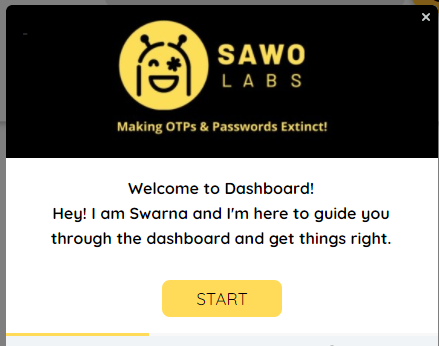 SAWO
LABS
Making OTPs & Passwords Extinct!
Welcome to Dashboard!
Hey! I am Swarna and I'm here to guide you
through the dashboard and get things right.
START